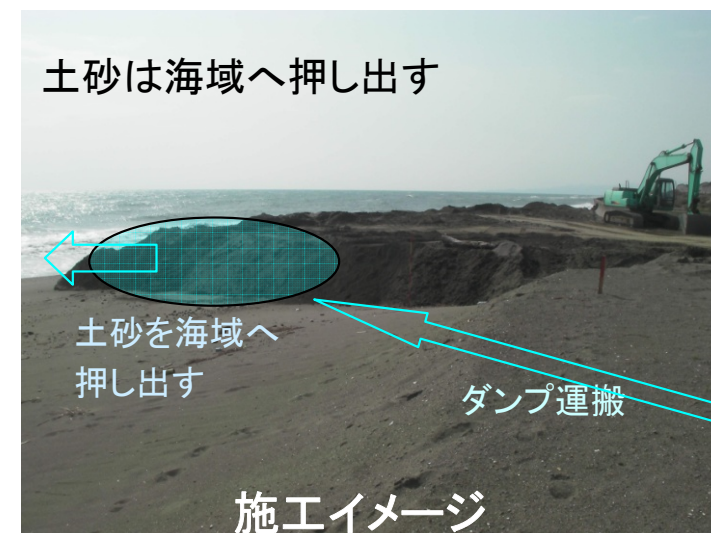 土砂は海域へ押し出す
土砂を海域へ
押し出す
ダンプ運搬
施工イメージ